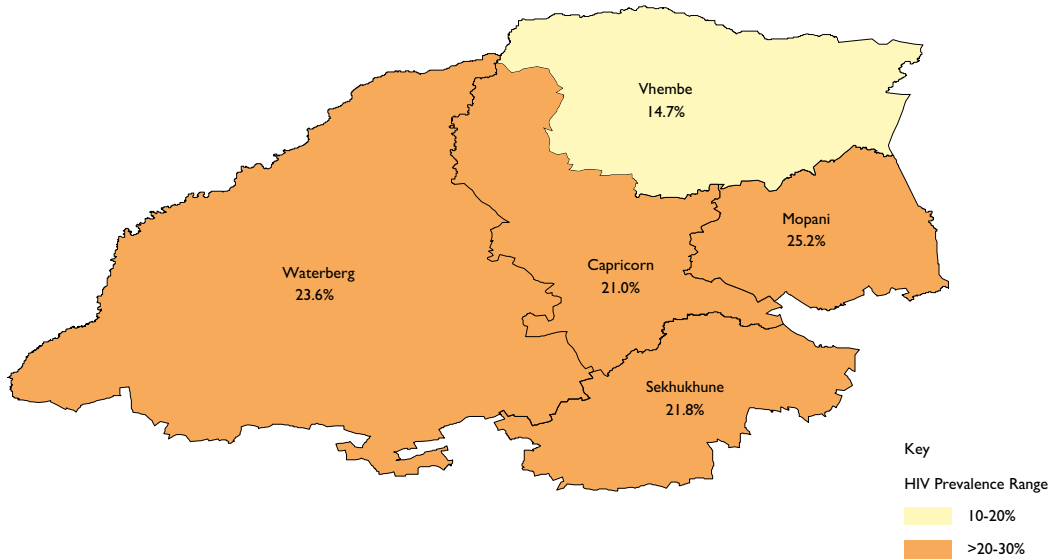 Vhembe
14.7%
Mopani
25.2%
Capricorn
21.0%
Waterberg
23.6%
Sekhukhune
21.8%
Key
HIV Prevalence Range
10-20%
>20-30%